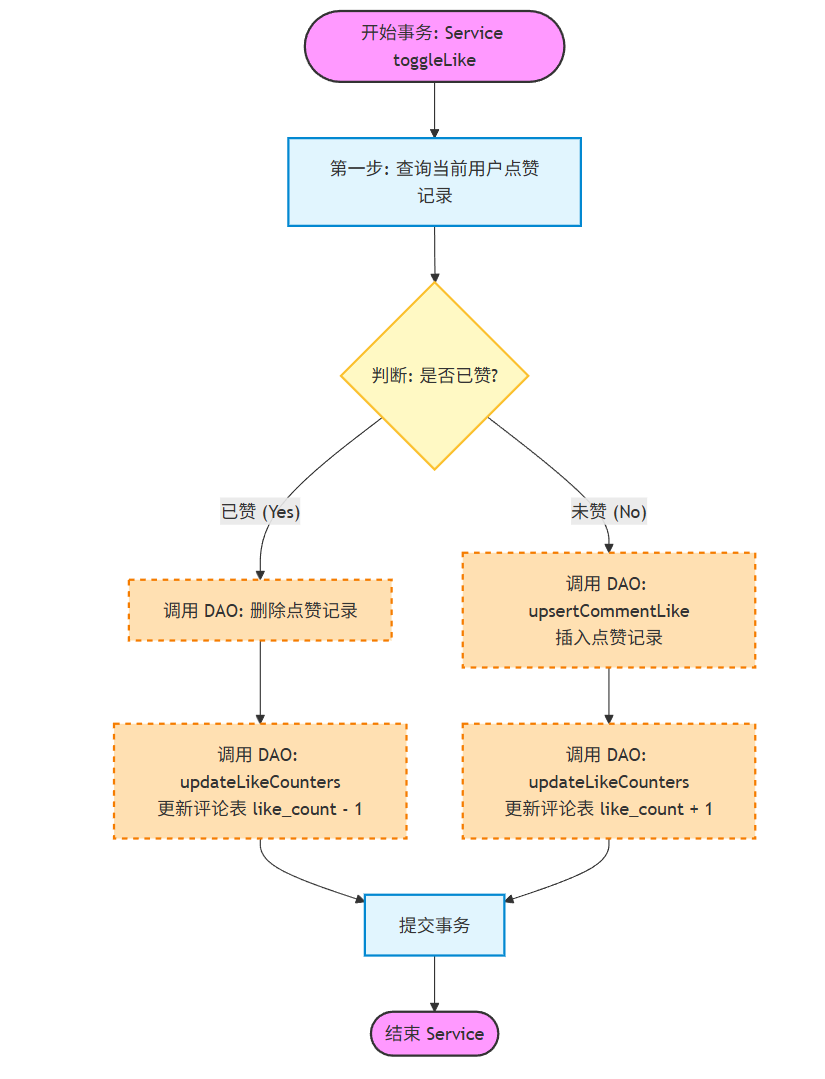 开始事务: Service
toggleLike
第一步: 查询当前用户点赞
记录
判断: 是否已赞?
已赞 (Yes)
未赞 (No)
调用 DAO: 删除点赞记录
调用 DAO:
upsertCommentLike
插入点赞记录
调用 DAO:
updateLikeCounters
更新评论表 like_count - 1
调用 DAO:
updateLikeCounters
更新评论表 like_count + 1
提交事务
结束 Service